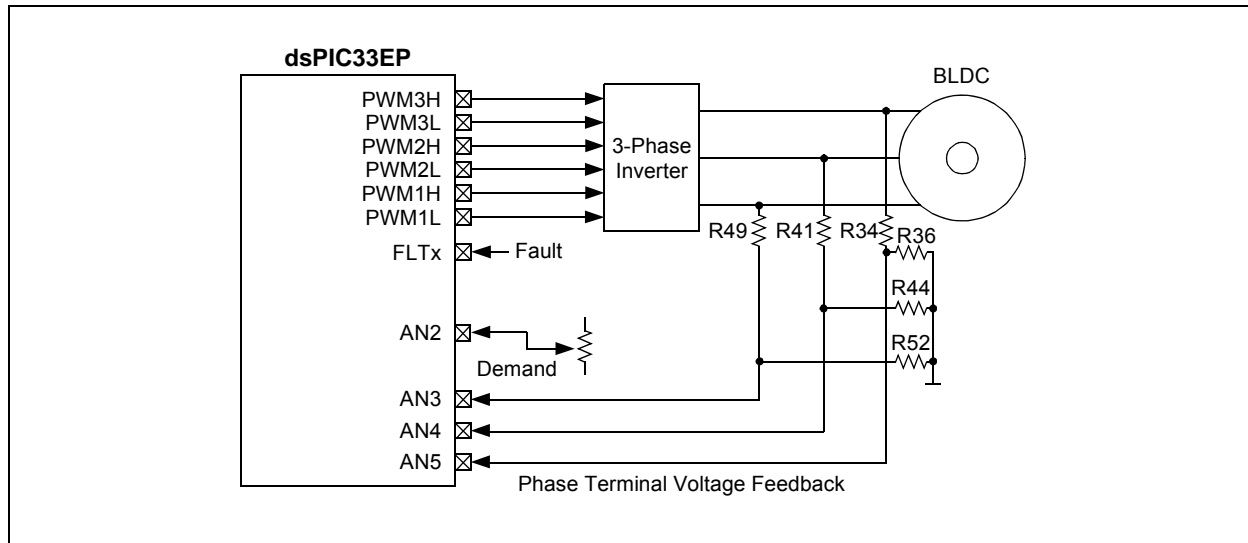 dsPIC33EP
BLDC
PWM3H
PWM3L
PWM2H
PWM2L
PWM1H
PWM1L
3-Phase
Inverter
R49
R41
R34
R36
FLTx
Fault
R44
AN2
R52
Demand
AN3
AN4
AN5
Phase Terminal Voltage Feedback